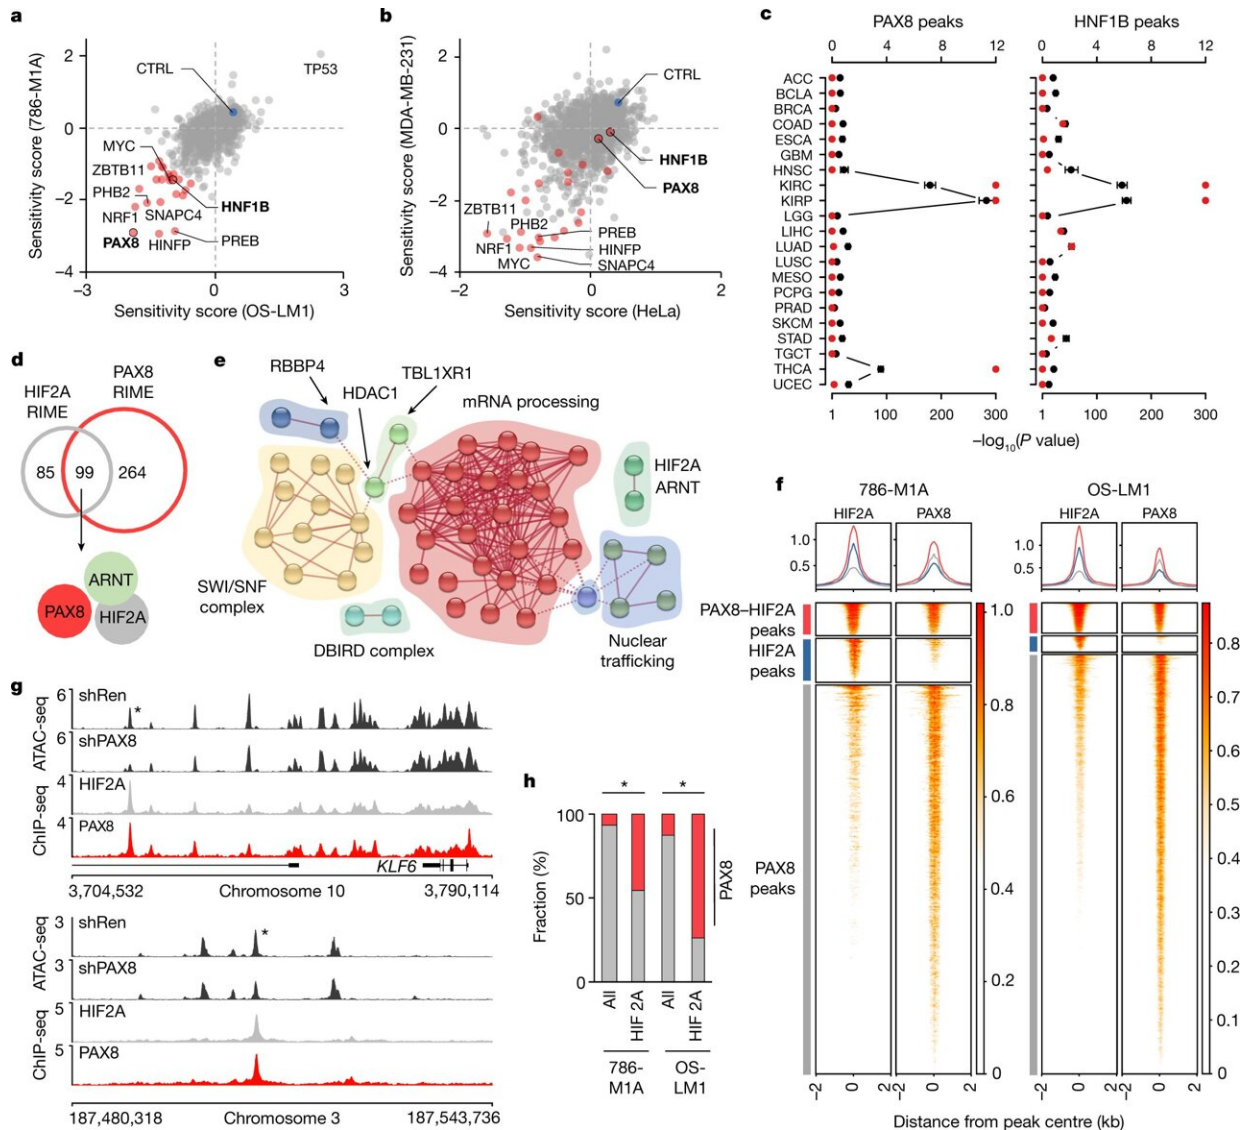 a
Sensitivity score (786-M1A)
2
0
−2
−4
−3
0
3
Sensitivity score (OS-LM1)
CTRL
TP53
MYC
ZBTB11
PHB2
NRF1
SNAPC4
HNF1B
PAX8
HINFP
PREB
b
Sensitivity score (MDA-MB-231)
2
0
−2
−4
−2
0
2
Sensitivity score (HeLa)
CTRL
HNF1B
PAX8
ZBTB11
PHB2
PREB
NRF1
HINFP
MYC
SNAPC4
c
PAX8 peaks
HNF1B peaks
0 4 8 12
0 4 8 12
ACC
BCLA
BRCA
COAD
ESCA
GBM
HNSC
KIRC
KIRP
LGG
LIHC
LUAD
LUSC
MESO
PCPG
PRAD
SKCM
STAD
TGCT
THCA
UCEC
1 100 200 300
1 100 200 300
−log10(P value)
d
HIF2A
RIME
PAX8
RIME
85
99
264
ARNT
PAX8
HIF2A
e
RBBP4
HDAC1
TBL1XR1
mRNA processing
HIF2A
ARNT
SWI/SNF
complex
DBIRD complex
Nuclear
trafficking
f
786-M1A
OS-LM1
HIF2A
PAX8
HIF2A
PAX8
1.0
0.5
1.0
0.5
PAX8–HIF2A
peaks
HIF2A
peaks
PAX8
peaks
1.0
0.8
0.6
0.4
0.2
0
0.8
0.7
0.6
0.5
0.4
0.3
0.2
0.1
0
−2 0 2
−2 0 2
−2 0 2
−2 0 2
Distance from peak centre (kb)
g
ATAC-seq
ChIP-seq
6
shRen
*
6
shPAX8
4
HIF2A
4
PAX8
KLF6
3,704,532
Chromosome 10
3,790,114
ATAC-seq
ChIP-seq
3
shRen
*
3
shPAX8
5
HIF2A
5
PAX8
187,480,318
Chromosome 3
187,543,736
h
*
*
Fraction (%)
100
50
0
PAX8
All
HIF 2A
All
HIF 2A
786-
M1A
OS-
LM1